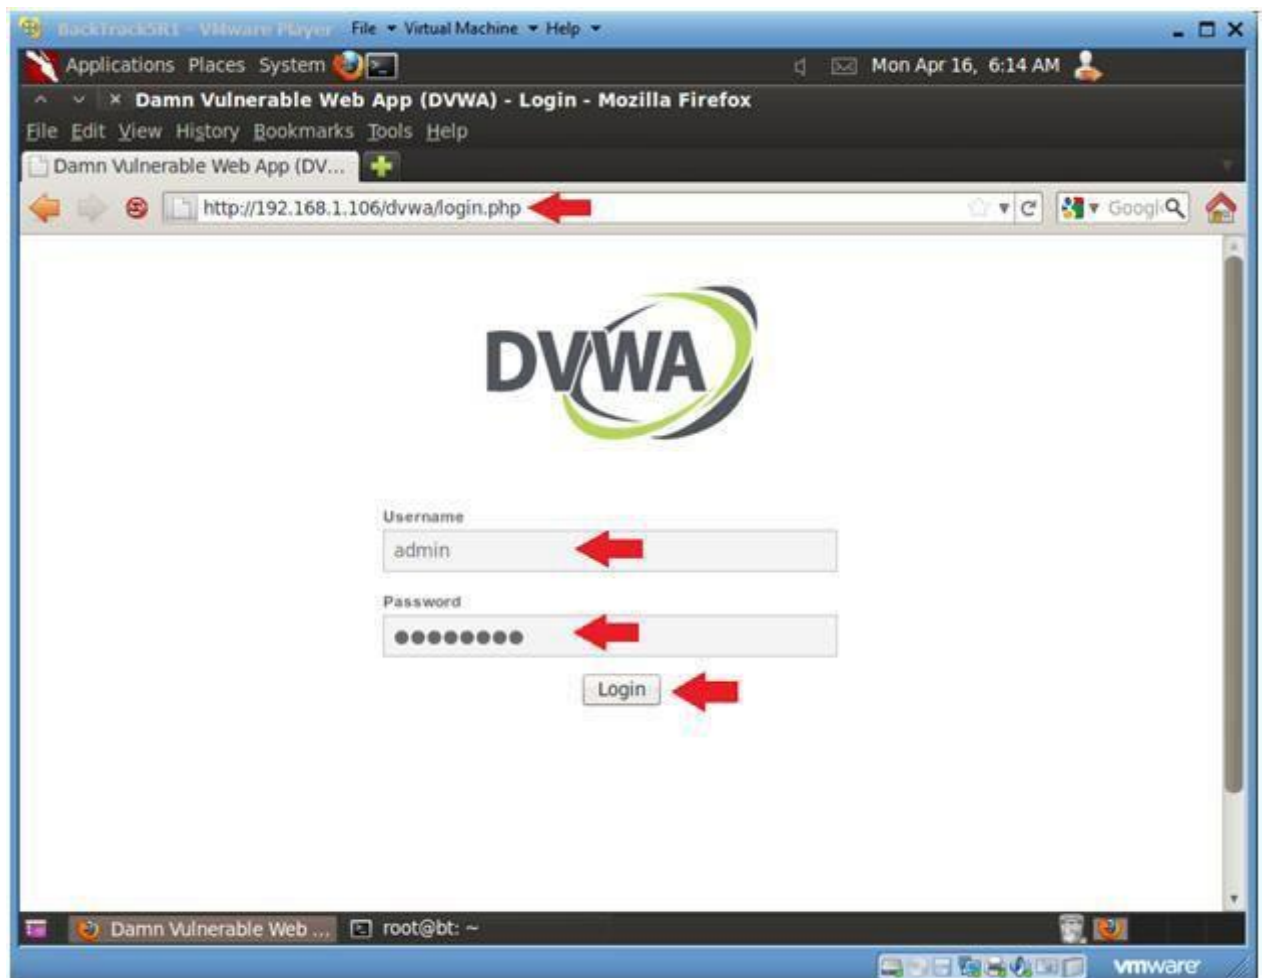 BackTrack5R1 - VMware Player File Virtual Machine Help
Applications Places System Mon Apr 16, 6:14 AM
Damn Vulnerable Web App (DVWA) - Login - Mozilla Firefox
File Edit View History Bookmarks Tools Help
Damn Vulnerable Web App (DV...
http://192.168.1.106/dvwa/login.php Googl
DVWA
Username
admin
Password
●●●●●●●●
Login
Damn Vulnerable Web ... root@bt: ~
vmware